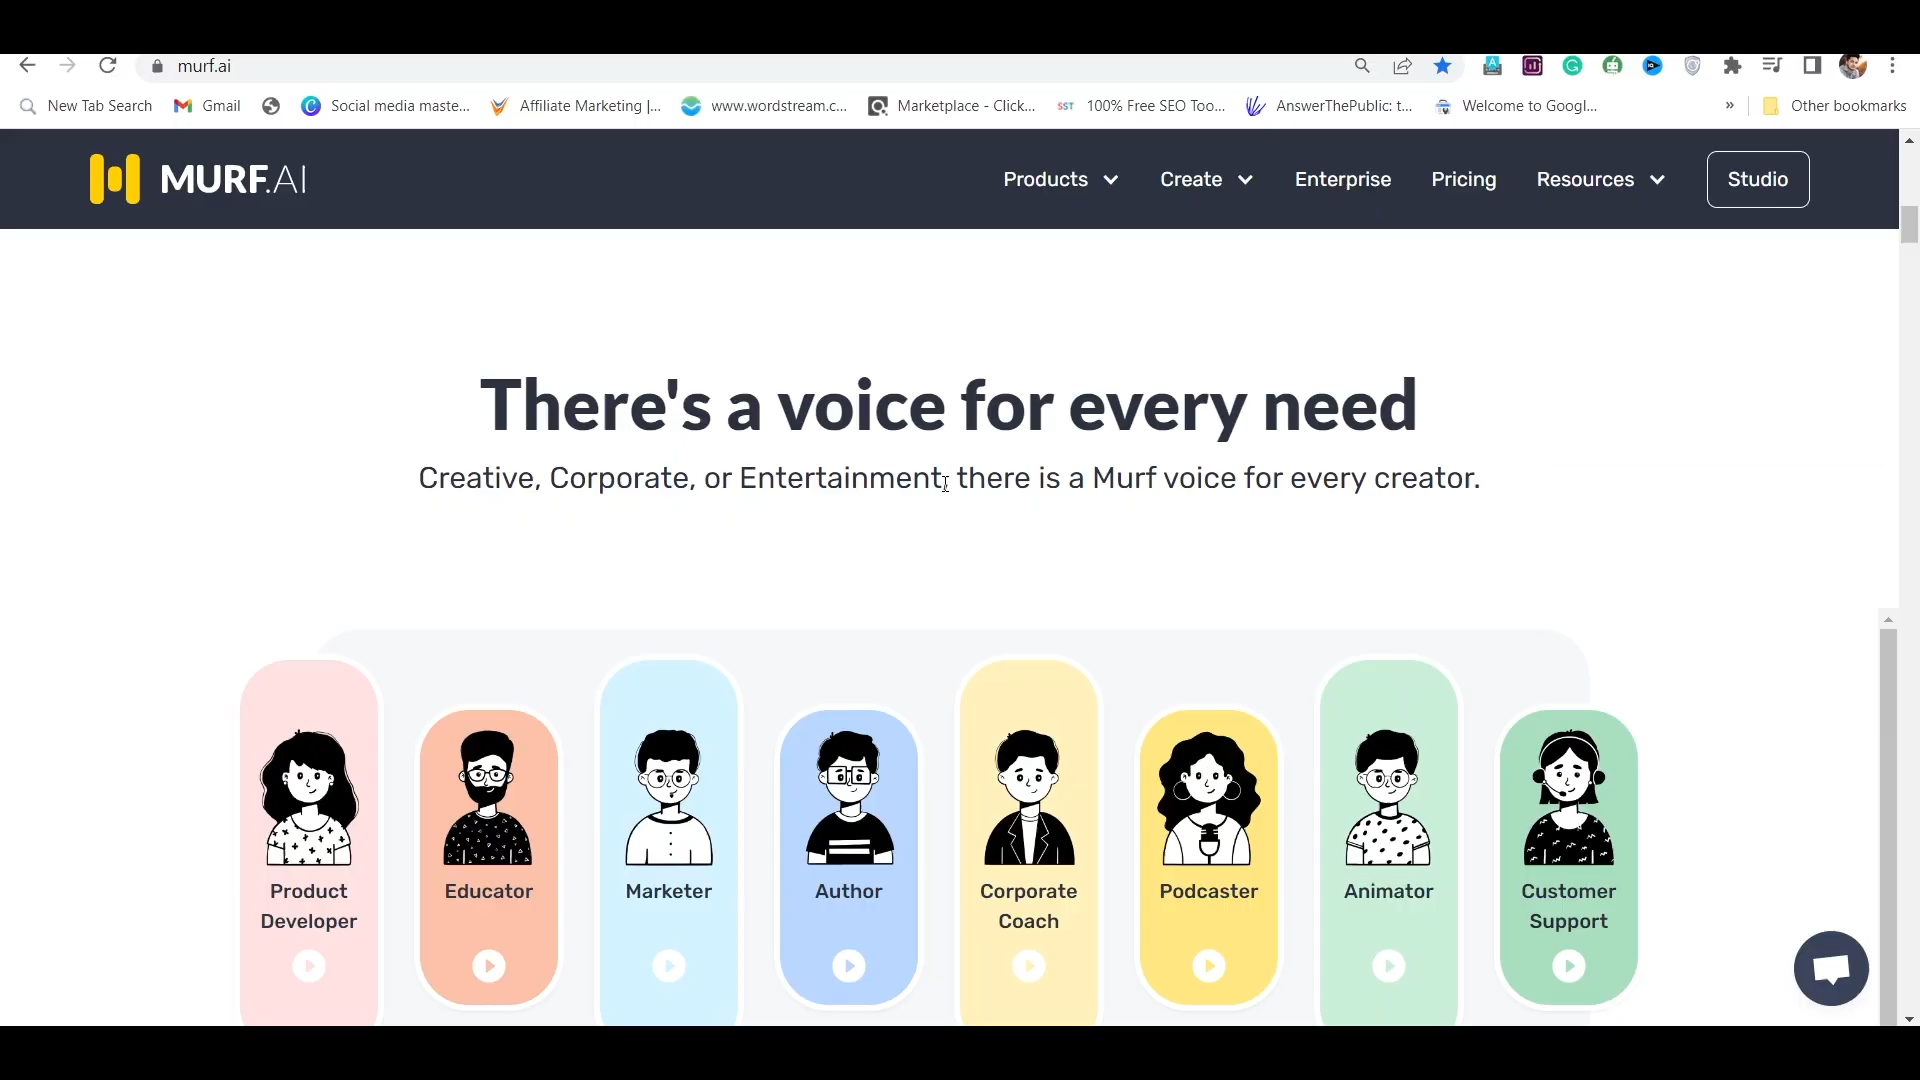 murf.ai
New Tab Search
Gmail
Social media maste...
Affiliate Marketing |...
www.wordstream.c...
Marketplace - Click...
SST
100% Free SEO Too...
AnswerThePublic: t...
Welcome to Googl...
»
Other bookmarks
MURF.AI
Products
Create
Enterprise
Pricing
Resources
Studio
There's a voice for every need
Creative, Corporate, or Entertainment, there is a Murf voice for every creator.
Product
Developer
Educator
Marketer
Author
Corporate
Coach
Podcaster
Animator
Customer
Support